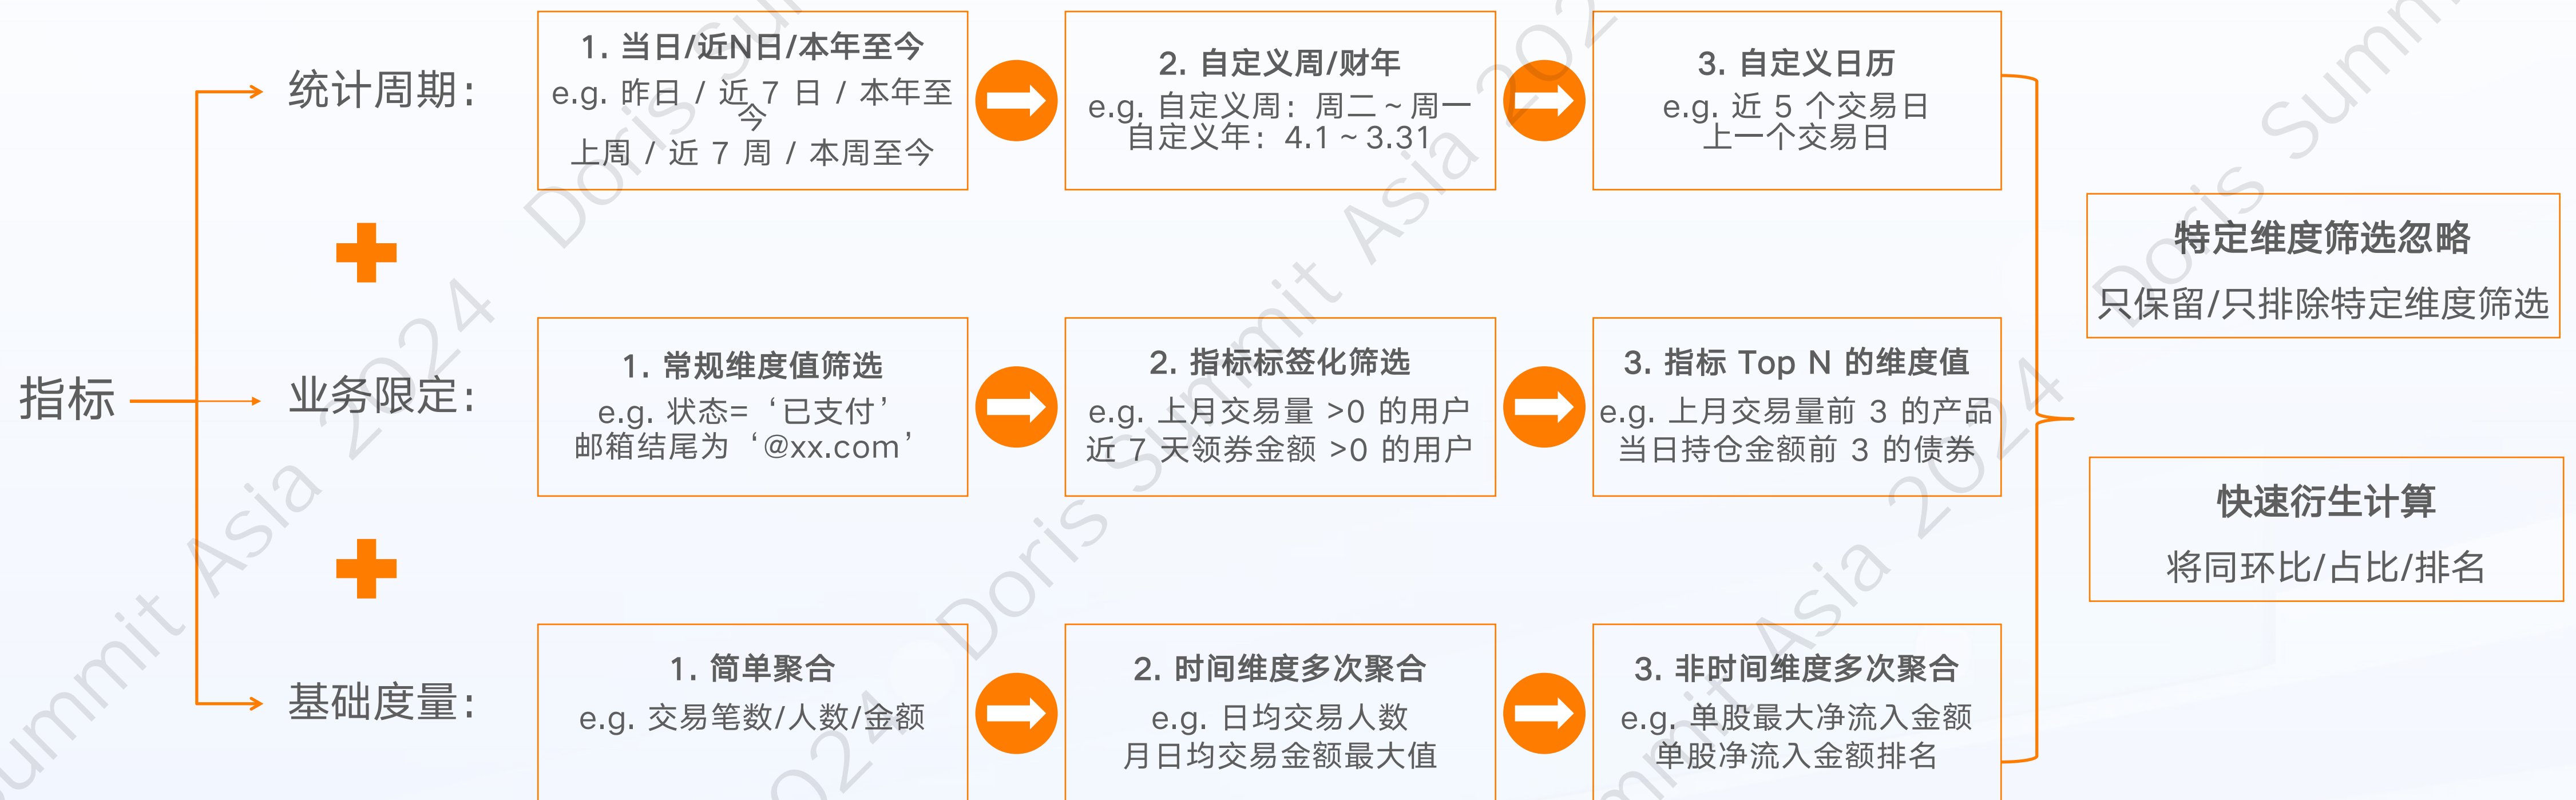 指标
统计周期：
1. 当日/近N日/本年至今
e.g. 昨日 / 近 7 日 / 本年至
今
上周 / 近 7 周 / 本周至今
2. 自定义周/财年
e.g. 自定义周：周二 ~ 周一
自定义年：4.1 ~ 3.31
3. 自定义日历
e.g. 近 5 个交易日
上一个交易日
业务限定：
1. 常规维度值筛选
e.g. 状态=‘已支付’
邮箱结尾为‘@xx.com’
2. 指标标签化筛选
e.g. 上月交易量 >0 的用户
近 7 天领券金额 >0 的用户
3. 指标 Top N 的维度值
e.g. 上月交易量前 3 的产品
当日持仓金额前 3 的债券
基础度量：
1. 简单聚合
e.g. 交易笔数/人数/金额
2. 时间维度多次聚合
e.g. 日均交易人数
月日均交易金额最大值
3. 非时间维度多次聚合
e.g. 单股最大净流入金额
单股净流入金额排名
特定维度筛选忽略
只保留/只排除特定维度筛选
快速衍生计算
将同环比/占比/排名
Doris Summit Asia 2024
Doris Summit Asia 2024
Doris Summit Asia 2024
Doris Summit